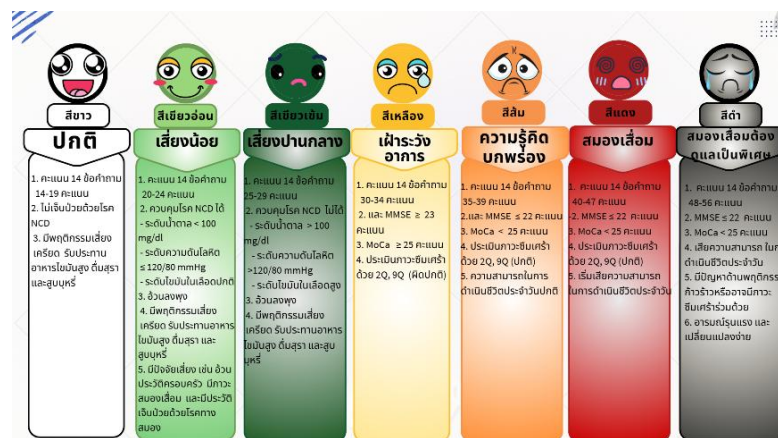 สีขาว
ปกติ
1. คะแนน 14 ข้อคำถาม
14-19 คะแนน
2. ไม่เจ็บป่วยด้วยโรค
NCD
3. มีพฤติกรรมเสี่ยง
เครียด รับประทาน
อาหารไขมันสูง ดื่มสุรา
และสูบบุหรี่
สีเขียวอ่อน
เสี่ยงน้อย
1. คะแนน 14 ข้อคำถาม
20-24 คะแนน
2. ควบคุมโรค NCD ได้
- ระดับน้ำตาล < 100
mg/dl
- ระดับความดันโลหิต
≤ 120/80 mmHg
- ระดับไขมันในเลือดปกติ
3. อ้วนลงพุง
4. มีพฤติกรรมเสี่ยง
เครียด รับประทานอาหาร
ไขมันสูง ดื่มสุรา และ
สูบบุหรี่
5. มีปัจจัยเสี่ยง เช่น อ้วน
ประวัติครอบครัว มีภาวะ
สมองเสื่อม และมีประวัติ
เจ็บป่วยด้วยโรคทาง
สมอง
สีเขียวเข้ม
เสี่ยงปานกลาง
1. คะแนน 14 ข้อคำถาม
25-29 คะแนน
2. ควบคุมโรค NCD ไม่ได้
- ระดับน้ำตาล > 100
mg/dl
- ระดับความดันโลหิต
>120/80 mmHg
- ระดับไขมันในเลือดสูง
3. อ้วนลงพุง
4. มีพฤติกรรมเสี่ยง
เครียด รับประทานอาหาร
ไขมันสูง ดื่มสุรา และสูบ
บุหรี่
สีเหลือง
เฝ้าระวัง
อาการ
1. คะแนน 14 ข้อคำถาม
30-34 คะแนน
2. และ MMSE ≥ 23
คะแนน
3. MoCa ≥ 25 คะแนน
4. ประเมินภาวะซึมเศร้า
ด้วย 2Q, 9Q (ผิดปกติ)
สีส้ม
ความรู้คิด
บกพร่อง
1. คะแนน 14 ข้อคำถาม
35-39 คะแนน
2.และ MMSE ≤ 22 คะแนน
3. MoCa < 25 คะแนน
4. ประเมินภาวะซึมเศร้า
ด้วย 2Q, 9Q (ปกติ)
5. ความสามารถในการ
ดำเนินชีวิตประจำวันปกติ
สีแดง
สมองเสื่อม
1. คะแนน 14 ข้อคำถาม
40-47 คะแนน
2. MMSE ≤ 22 คะแนน
3. MoCa < 25 คะแนน
4. ประเมินภาวะซึมเศร้า
ด้วย 2Q, 9Q (ปกติ)
5. เริ่มเสียความสามารถ
ในการดำเนินชีวิตประจำวัน
สีดำ
สมองเสื่อมต้อง
ดูแลเป็นพิเศษ
1. คะแนน 14 ข้อคำถาม
48-56 คะแนน
2. MMSE ≤ 22 คะแนน
3. MoCa < 25 คะแนน
4. เสียความสามารถ ในการ
ดำเนินชีวิตประจำวัน
5. มีปัญหาด้านพฤติกรรม
ก้าวร้าวหรืออาจมีภาวะ
ซึมเศร้าร่วมด้วย
6. อารมณ์รุนแรง และ
เปลี่ยนแปลงง่าย